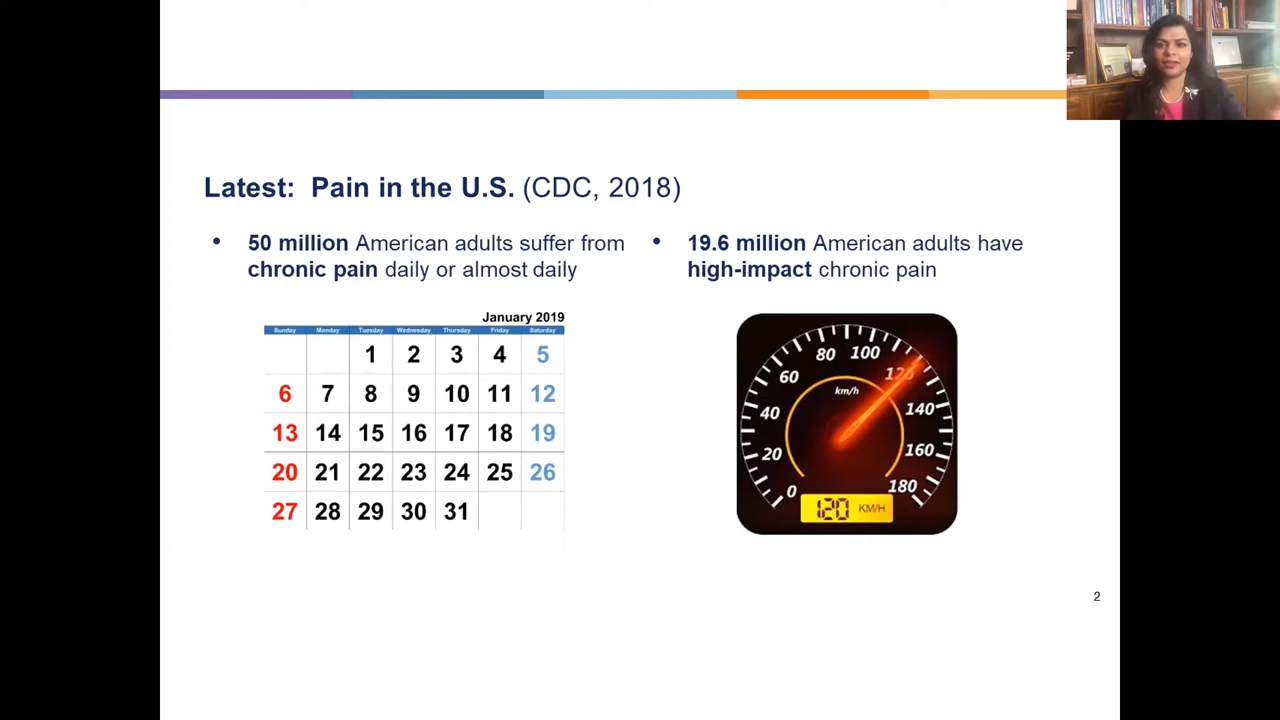 Latest:  Pain in the U.S. (CDC, 2018)
• 50 million American adults suffer from
chronic pain daily or almost daily
• 19.6 million American adults have
high-impact chronic pain
January 2019
Sunday Monday Tuesday Wednesday Thursday Friday Saturday
1 2 3 4 5
6 7 8 9 10 11 12
13 14 15 16 17 18 19
20 21 22 23 24 25 26
27 28 29 30 31
0 20 40 60 80 100 120 140 160 180
km/h
120 KM/H
2